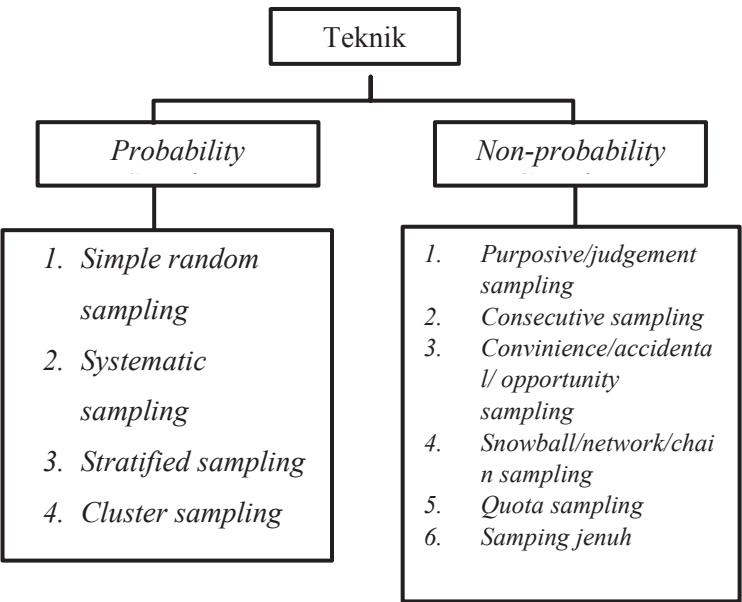 Teknik
Probability
Non-probability
1. Simple random
sampling
2. Systematic
sampling
3. Stratified sampling
4. Cluster sampling
1. Purposive/judgement
sampling
2. Consecutive sampling
3. Convinience/accidenta
l/ opportunity
sampling
4. Snowball/network/chai
n sampling
5. Quota sampling
6. Samping jenuh